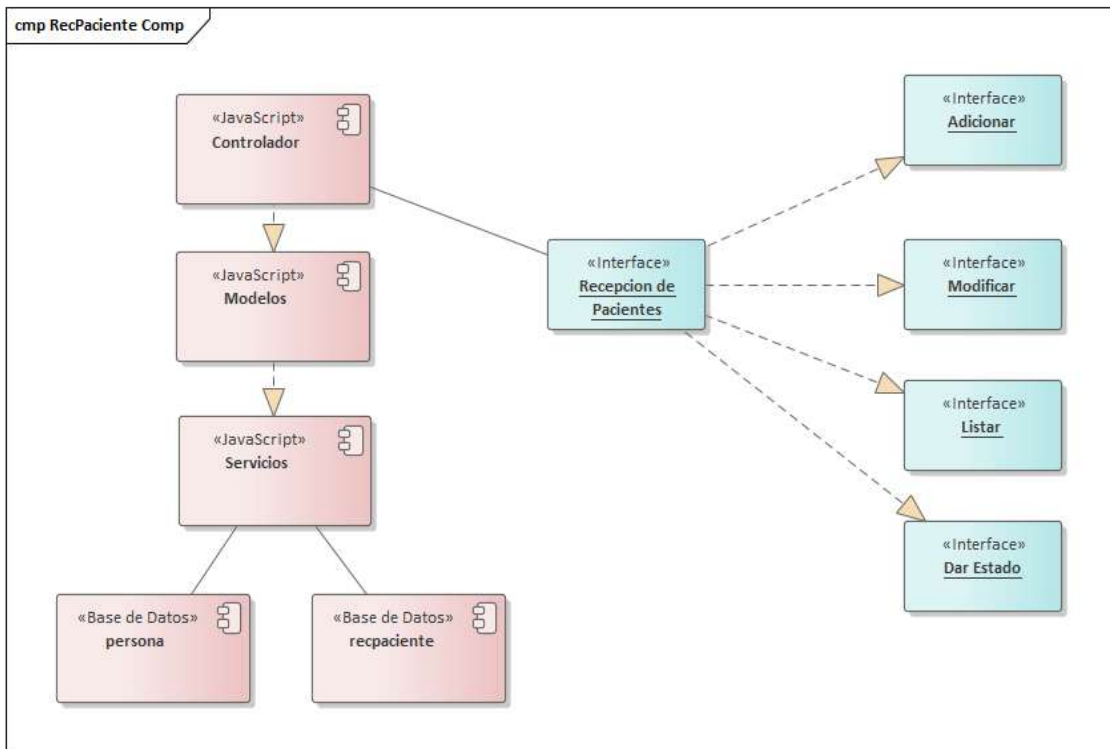 cmp RecPaciente Comp
«JavaScript»
Controlador
«JavaScript»
Modelos
«JavaScript»
Servicios
«Base de Datos»
persona
«Base de Datos»
recpaciente
«Interface»
Recepcion de
Pacientes
«Interface»
Adicionar
«Interface»
Modificar
«Interface»
Listar
«Interface»
Dar Estado